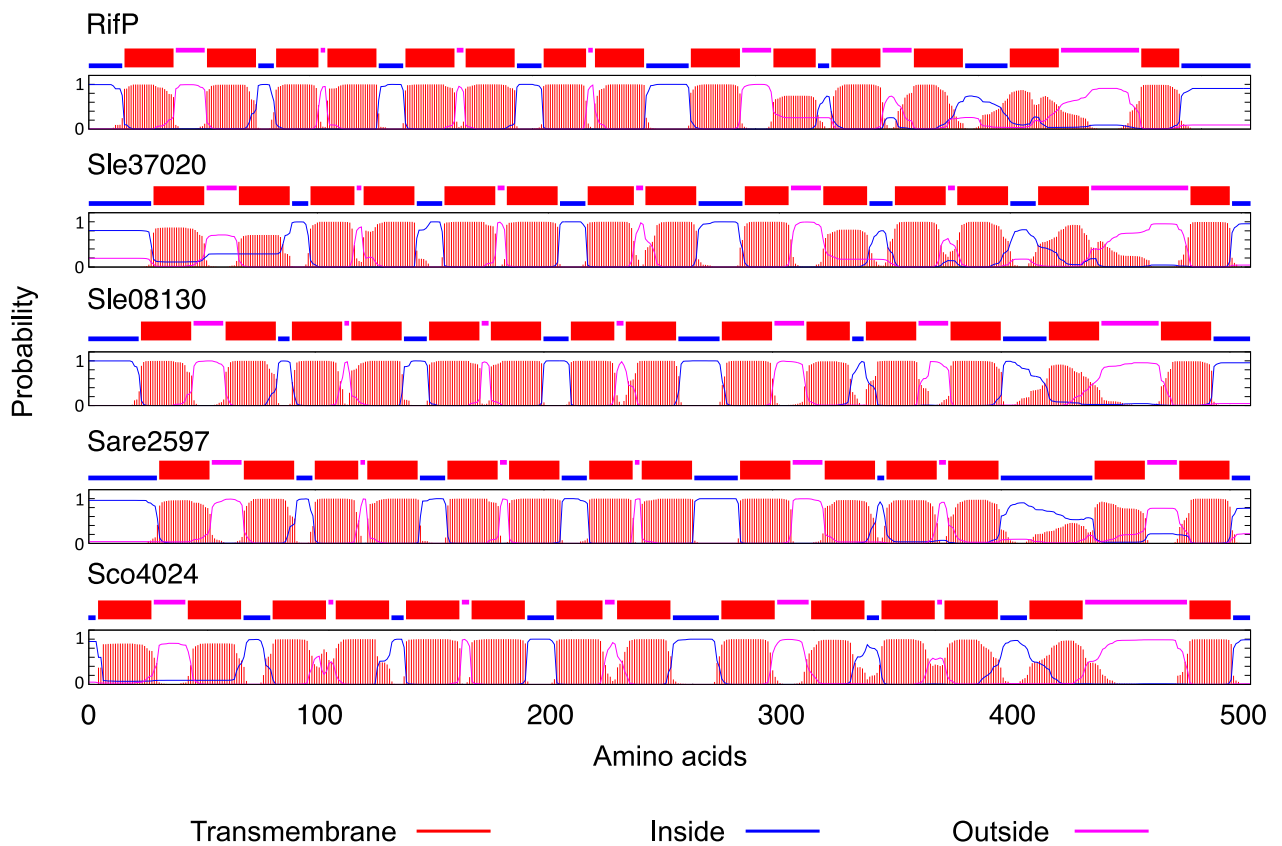 RifP
1
0
Sle37020
1
0
Sle08130
1
0
Sare2597
1
0
Sco4024
1
0
Probability
0 100 200 300 400 500
Amino acids
Transmembrane Inside Outside